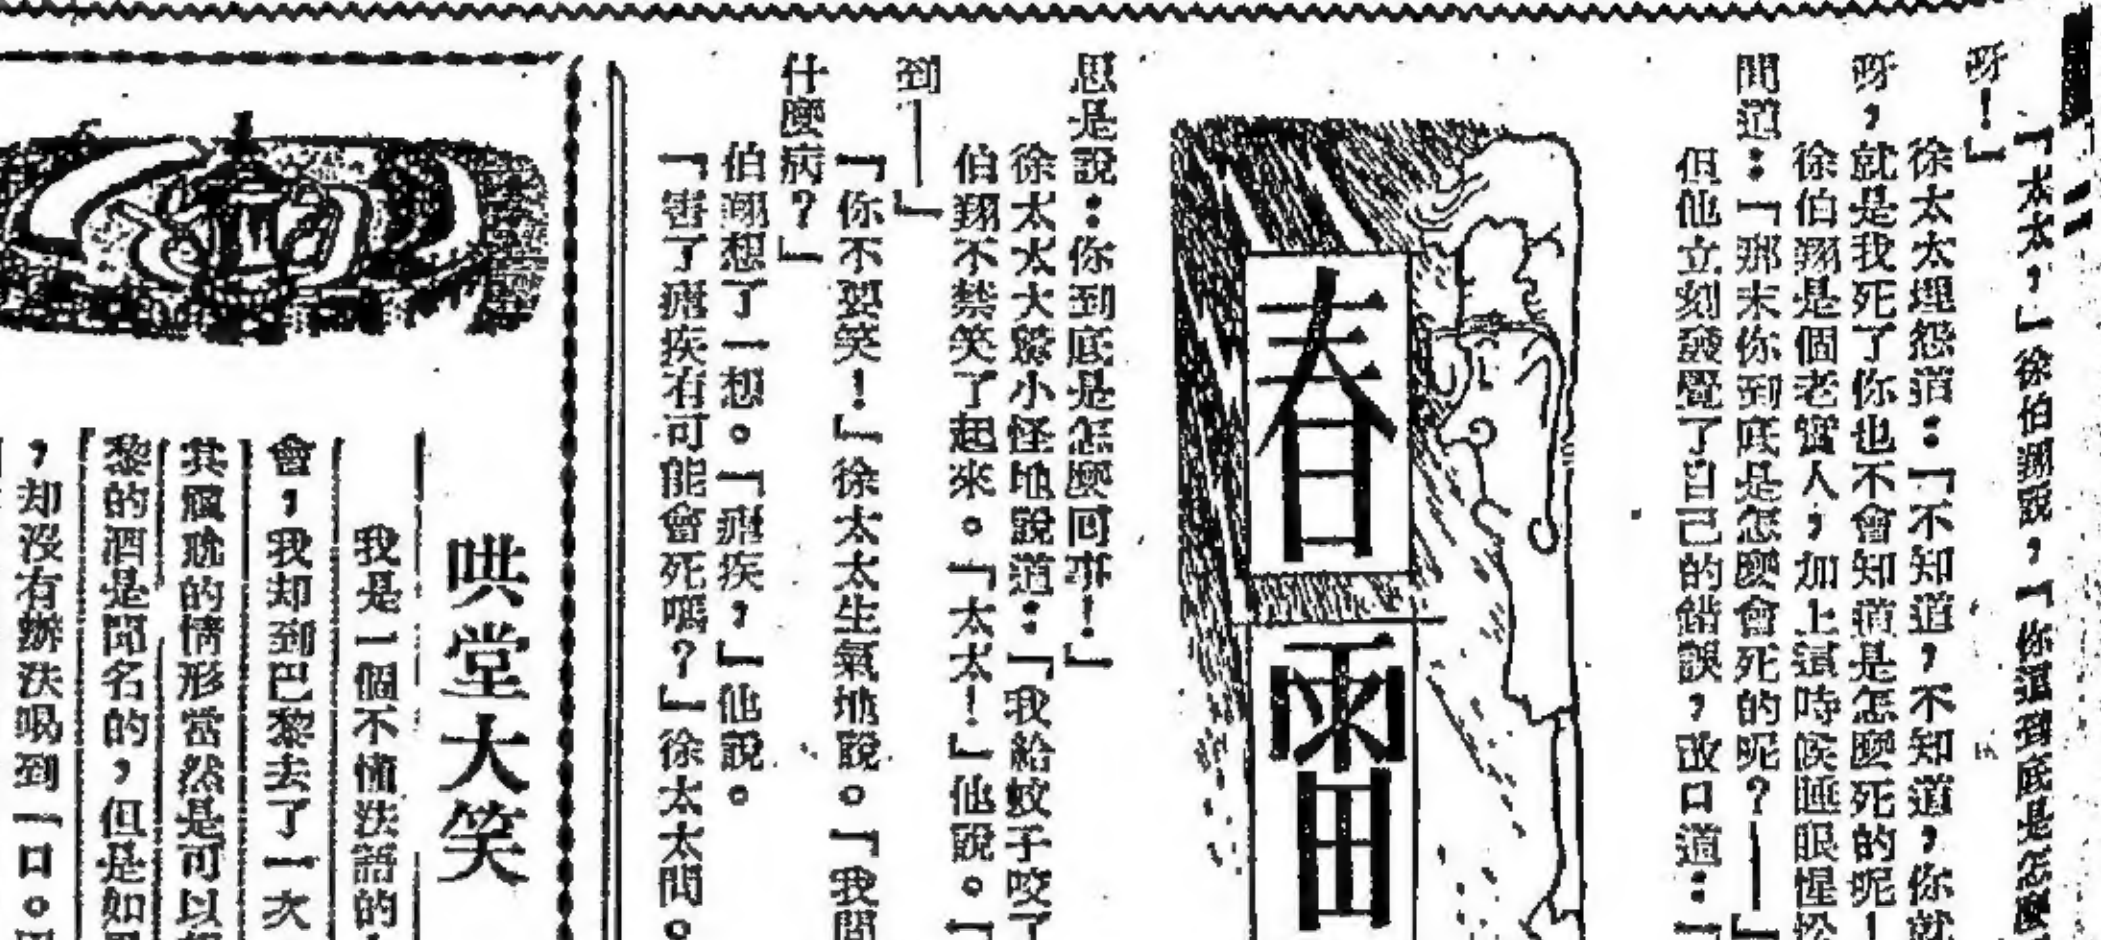 「太太，」徐伯翔說，「你這到底是怎麼
呀！」
徐太太埋怨道：「不知道，不知道，你就
呀，就是我死了你也不會知道是怎麼死的呢！
徐伯翔是個老實人，加上這時候睡眼惺忪
問道：「那末你到底是怎麼會死的呢？——」
但他立刻發覺了自己的錯誤，改口道：「
春雷
思是說：你到底是怎麼回事！」
徐太太大驚小怪地說道：「我給蚊子咬了
伯翔不禁笑了起來。「太太！」他說。「
到——」
「你不要笑！」徐太太生氣地說。「我問
什麼病？」
伯翔想了一想。「瘧疾，」他說。
「害了瘧疾有可能會死嗎？」徐太太問。
哄堂大笑
我是一個不懂法語的
會，我却到巴黎去了一次
其尷尬的情形當然是可以
黎的酒是聞名的，但是如
，却沒有辦法喝到一口。